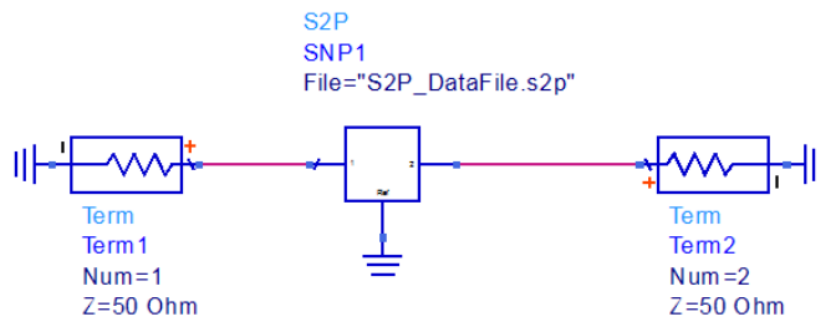 S2P
SNP1
File="S2P_DataFile.s2p"
1
2
Ref
Term
Term1
Num=1
Z=50 Ohm
Term
Term2
Num=2
Z=50 Ohm